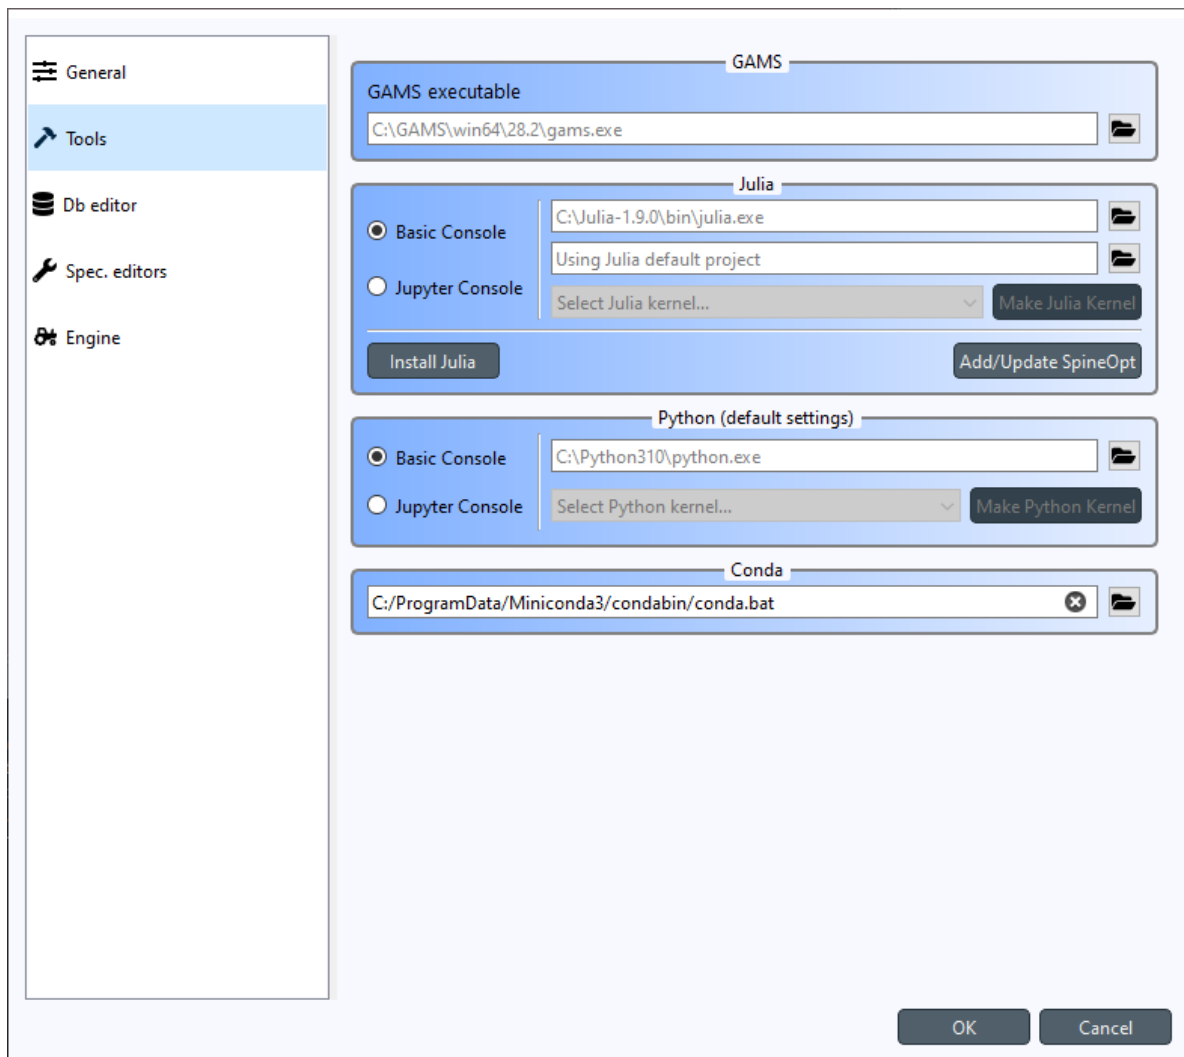 General
Tools
Db editor
Spec. editors
Engine
GAMS
GAMS executable
C:\GAMS\win64\28.2\gams.exe
Julia
Basic Console
C:\Julia-1.9.0\bin\julia.exe
Using Julia default project
Jupyter Console
Select Julia kernel...
Make Julia Kernel
Install Julia
Add/Update SpineOpt
Python (default settings)
Basic Console
C:\Python310\python.exe
Jupyter Console
Select Python kernel...
Make Python Kernel
Conda
C:/ProgramData/Miniconda3/condabin/conda.bat
OK
Cancel